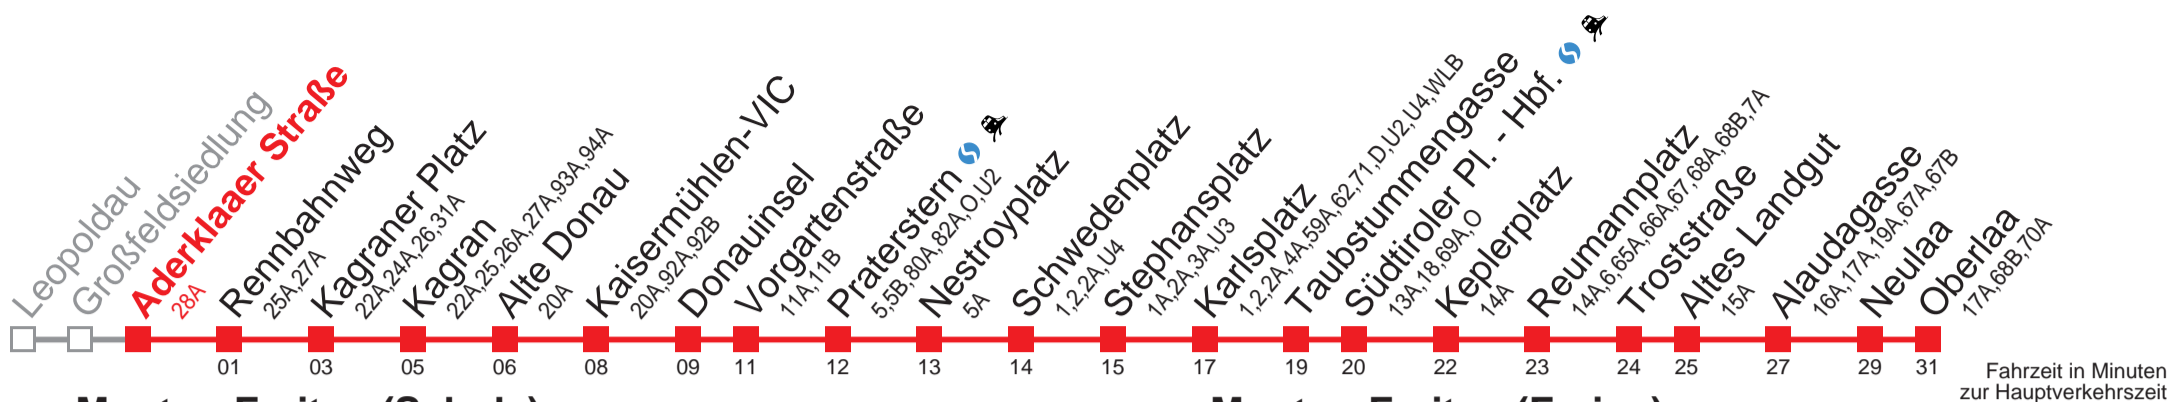 Leopoldau
Großfeldsiedlung
Aderklaaer Straße
28A
Rennbahnweg
25A,27A
Kagraner Platz
22A,24A,26,31A
Kagran
22A,25,26A,27A,93A,94A
Alte Donau
20A
Kaisermühlen-VIC
20A,92A,92B
Donauinsel
Vorgartenstraße
11A,11B
Praterstern
5,5B,80A,82A,O,U2
Nestroyplatz
5A
Schwedenplatz
1,2,2A,U4
Stephansplatz
1A,2A,3A,U3
Karlsplatz
1,2,2A,4A,59A,62,71,D,U2,U4,WLB
Taubstummengasse
Südtiroler Pl. - Hbf.
13A,18,69A,O
Keplerplatz
14A
Reumannplatz
14A,6,65A,66A,67,68A,68B,7A
Troststraße
Altes Landgut
15A
Alaudagasse
16A,17A,19A,67A,67B
Neulaa
Oberlaa
17A,68B,70A
01 03 05 06 08 09 11 12 13 14 15 17 19 20 22 23 24 25 27 29 31
Fahrzeit in Minuten
zur Hauptverkehrszeit